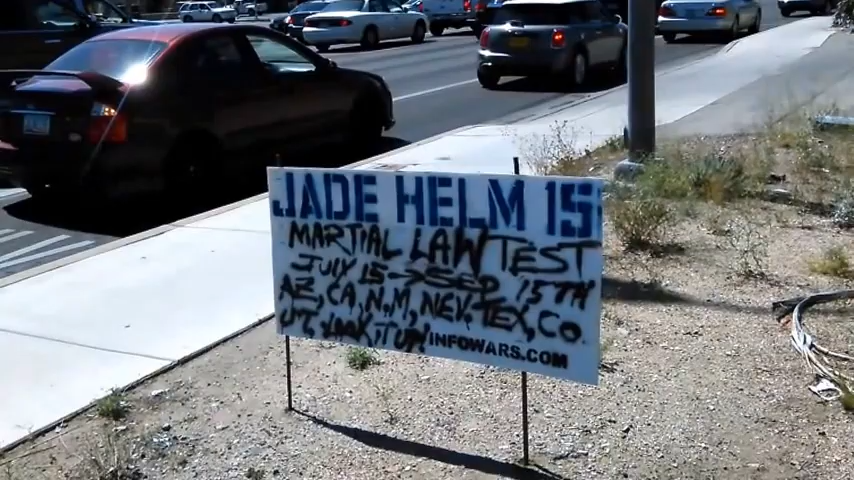 JADE HELM 15:
MARTIAL LAW TEST
JULY 15->SEP 15TH
AZ, CA, N.M, NEV. TEX, CO.
UT, LOOK IT UP! INFOWARS.COM